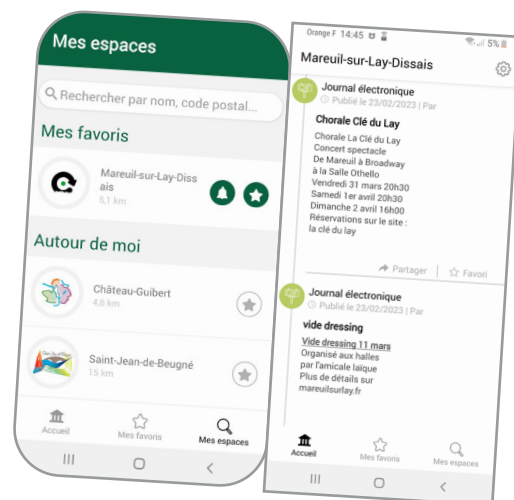 Mes espaces
Rechercher par nom, code postal...
Mes favoris
Mareuil-sur-Lay-Diss
ais
5,1 km
Autour de moi
Château-Guibert
4,6 km
Saint-Jean-de-Beugné
15 km
Accueil
Mes favoris
Mes espaces
Orange F 14:45
5%
Mareuil-sur-Lay-Dissais
Journal électronique
Publié le 23/02/2023 | Par
Chorale Clé du Lay
Chorale La Clé du Lay
Concert spectacle
De Mareuil à Broadway
à la Salle Othello
Vendredi 31 mars 20h30
Samedi 1er avril 20h30
Dimanche 2 avril 16h00
Réservations sur le site :
la clé du lay
Partager
Favori
Journal électronique
Publié le 23/02/2023 | Par
vide dressing
Vide dressing 11 mars
Organisé aux halles
par l'amicale laïque
Plus de détails sur
mareuilsurlay.fr
Accueil
Mes favoris
Mes espaces